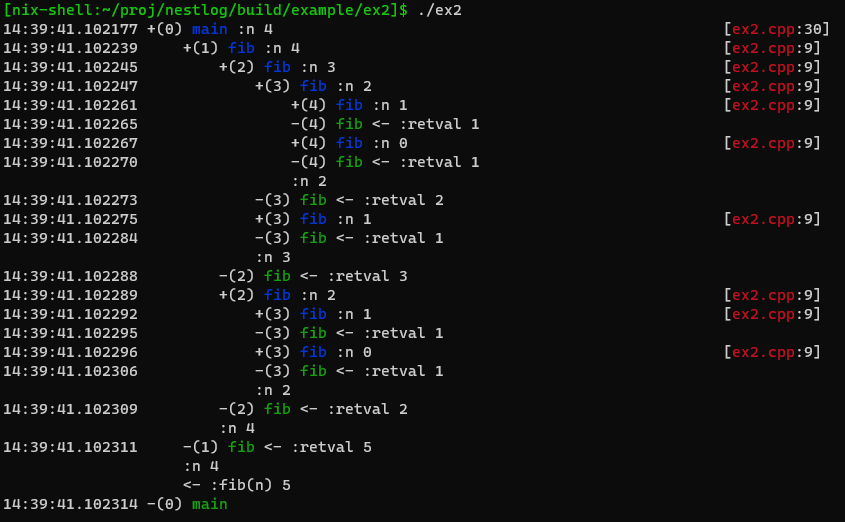 [nix-shell:~/proj/nestlog/build/example/ex2]$ ./ex2
14:39:41.102177 +(0) main :n 4 [ex2.cpp:30]
14:39:41.102239 +(1) fib :n 4 [ex2.cpp:9]
14:39:41.102245 +(2) fib :n 3 [ex2.cpp:9]
14:39:41.102247 +(3) fib :n 2 [ex2.cpp:9]
14:39:41.102261 +(4) fib :n 1 [ex2.cpp:9]
14:39:41.102265 -(4) fib <- :retval 1
14:39:41.102267 +(4) fib :n 0 [ex2.cpp:9]
14:39:41.102270 -(4) fib <- :retval 1
:n 2
14:39:41.102273 -(3) fib <- :retval 2
14:39:41.102275 +(3) fib :n 1 [ex2.cpp:9]
14:39:41.102284 -(3) fib <- :retval 1
:n 3
14:39:41.102288 -(2) fib <- :retval 3
14:39:41.102289 +(2) fib :n 2 [ex2.cpp:9]
14:39:41.102292 +(3) fib :n 1 [ex2.cpp:9]
14:39:41.102295 -(3) fib <- :retval 1
14:39:41.102296 +(3) fib :n 0 [ex2.cpp:9]
14:39:41.102306 -(3) fib <- :retval 1
:n 2
14:39:41.102309 -(2) fib <- :retval 2
:n 4
14:39:41.102311 -(1) fib <- :retval 5
:n 4
<- :fib(n) 5
14:39:41.102314 -(0) main